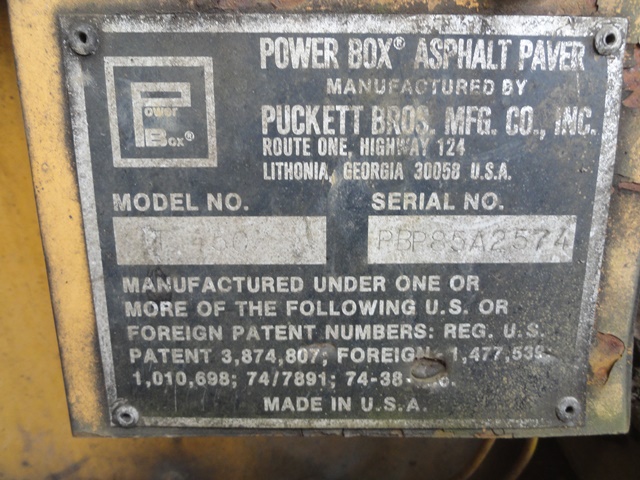 Power
Box®
POWER BOX® ASPHALT PAVER
MANUFACTURED BY
PUCKETT BROS. MFG. CO., INC.
ROUTE ONE, HIGHWAY 124
LITHONIA, GEORGIA 30058 U.S.A.
MODEL NO. SERIAL NO.
PBP85A2574
MANUFACTURED UNDER ONE OR
MORE OF THE FOLLOWING U.S. OR
FOREIGN PATENT NUMBERS: REG. U.S.
PATENT 3,874,807; FOREIGN
1,010,698; 74/7891;
MADE IN U.S.A.